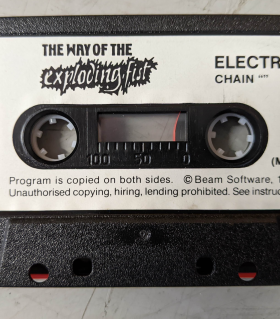 THE WAY OF THE
exploding fist
ELECTR
CHAIN ""
100 50 0
(M
Program is copied on both sides. © Beam Software, 1
Unauthorised copying, hiring, lending prohibited. See instruc